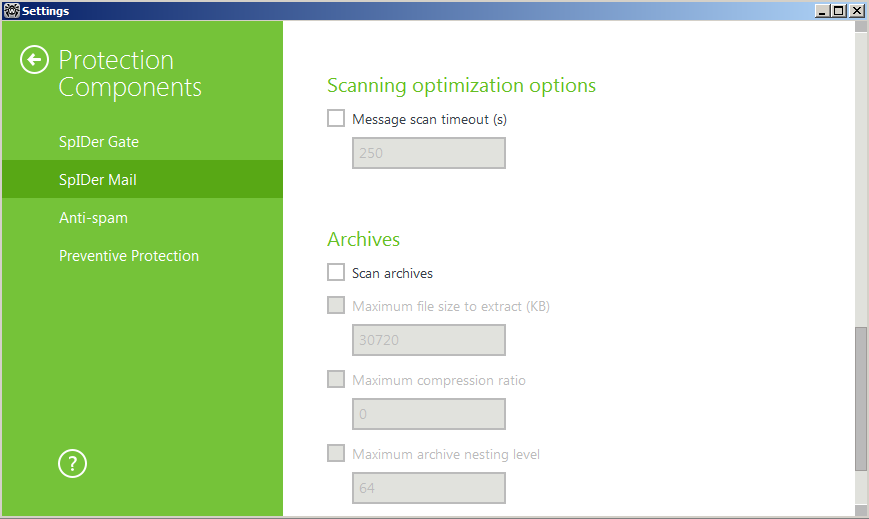 Settings
Protection
Components
SpIDer Gate
SpIDer Mail
Anti-spam
Preventive Protection
?
Scanning optimization options
Message scan timeout (s)
250
Archives
Scan archives
Maximum file size to extract (KB)
30720
Maximum compression ratio
0
Maximum archive nesting level
64